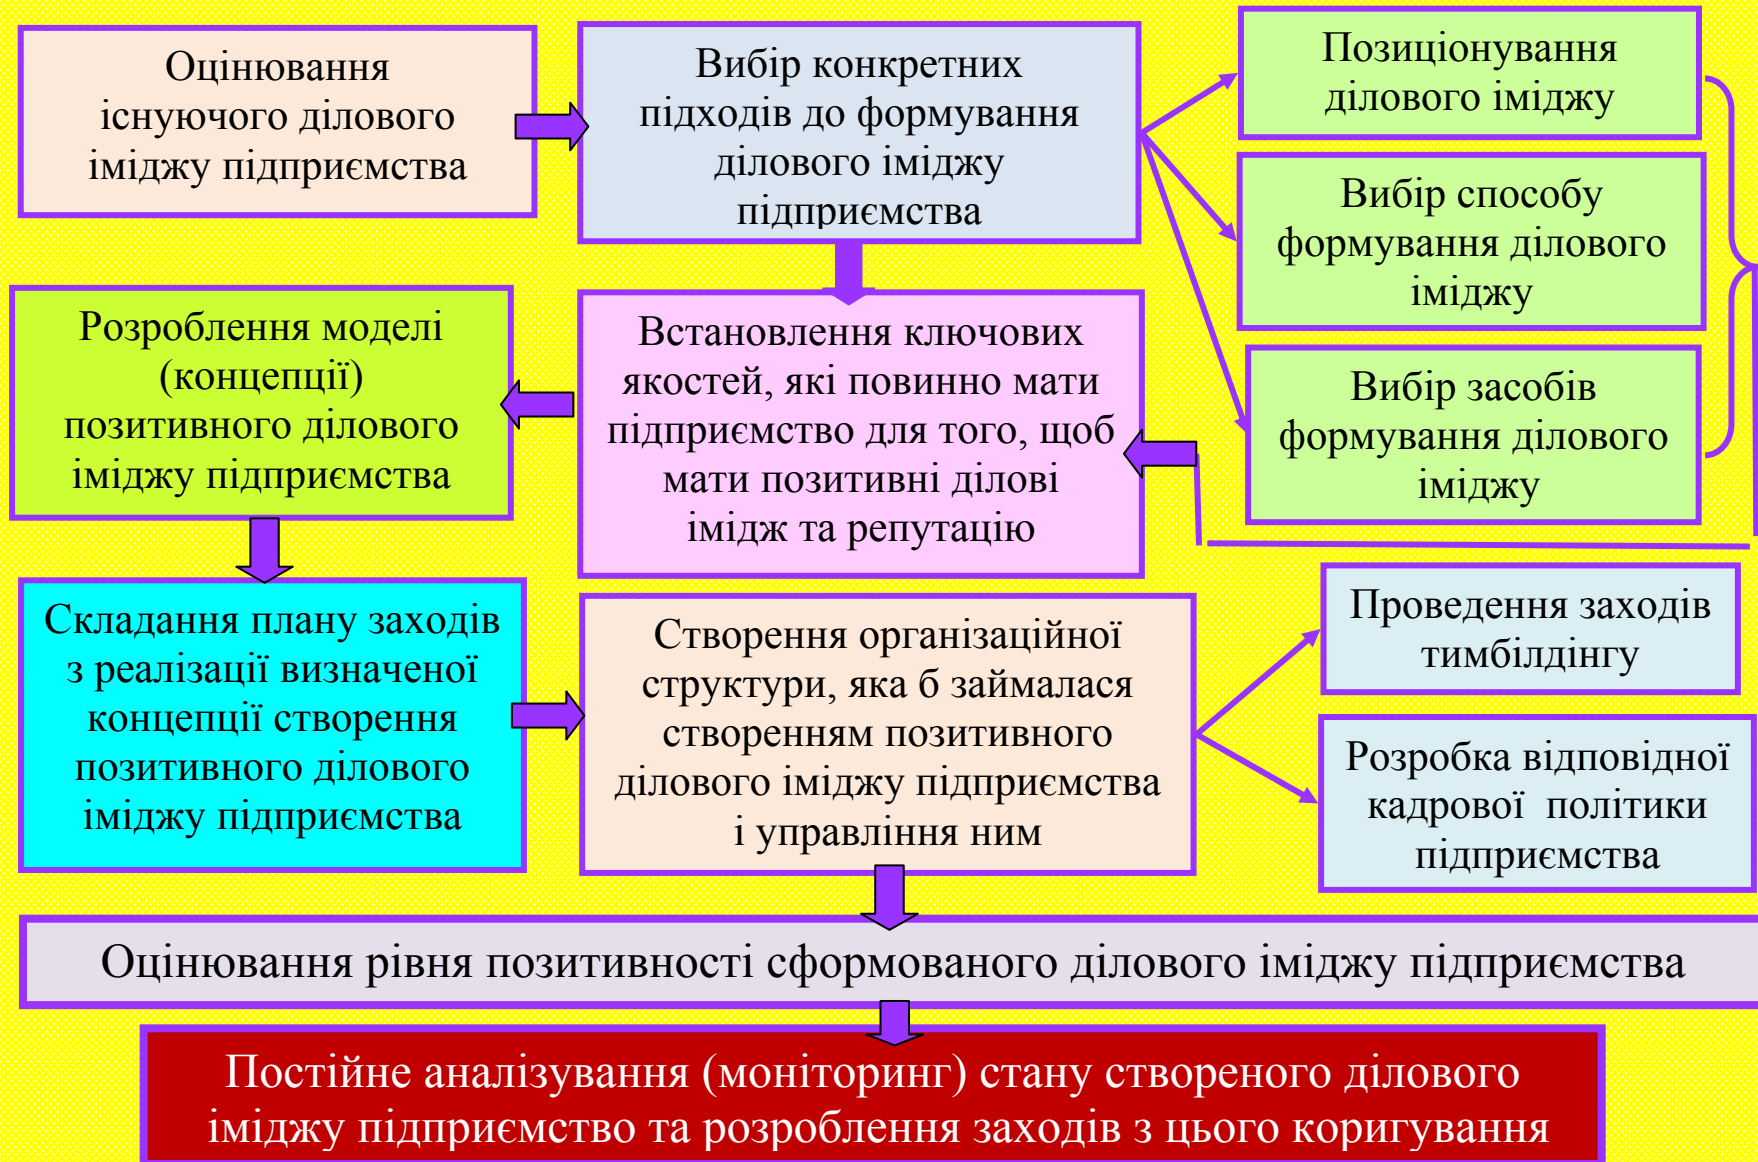 Оцінювання
існуючого ділового
іміджу підприємства
Вибір конкретних
підходів до формування
ділового іміджу
підприємства
Позиціонування
ділового іміджу
Вибір способу
формування ділового
іміджу
Вибір засобів
формування ділового
іміджу
Встановлення ключових
якостей, які повинно мати
підприємство для того, щоб
мати позитивні ділові
імідж та репутацію
Розроблення моделі
(концепції)
позитивного ділового
іміджу підприємства
Складання плану заходів
з реалізації визначеної
концепції створення
позитивного ділового
іміджу підприємства
Створення організаційної
структури, яка б займалася
створенням позитивного
ділового іміджу підприємства
і управління ним
Проведення заходів
тимбілдінгу
Розробка відповідної
кадрової політики
підприємства
Оцінювання рівня позитивності сформованого ділового іміджу підприємства
Постійне аналізування (моніторинг) стану створеного ділового
іміджу підприємство та розроблення заходів з цього коригування